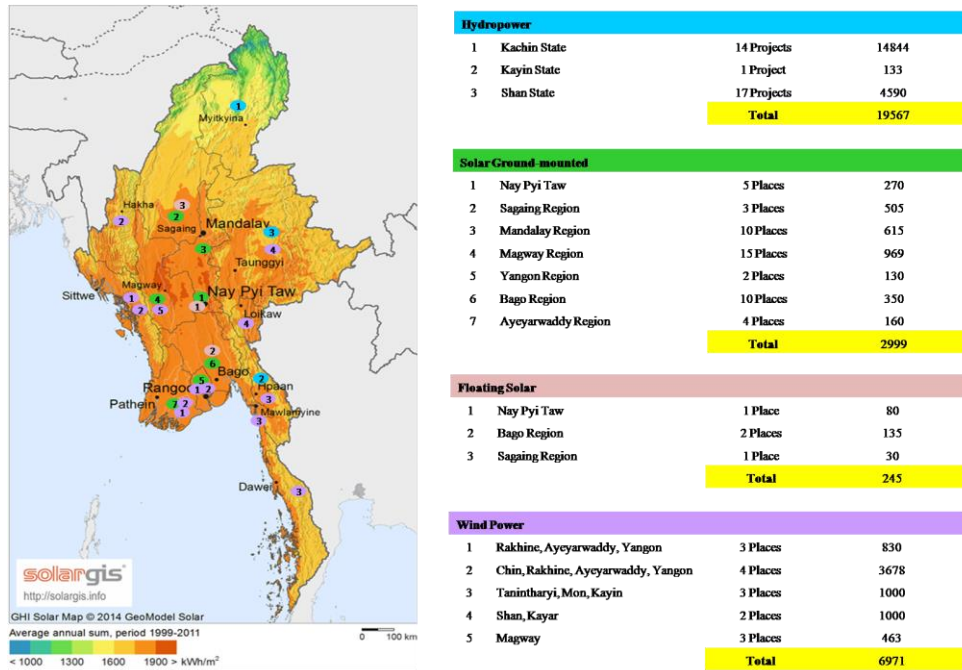 Myitkyina
Hakha
Sagaing
Mandalay
Taunggyi
Sittwe
Magway
Nay Pyi Taw
Loikaw
Bago
Rangoo
Hpaan
Pathein
Mawlamyine
Dawei
solargis
http://solargis.info
GHI Solar Map © 2014 GeoModel Solar
Average annual sum, period 1999-2011
0 100 km
< 1000 1300 1600 1900 > kWh/m²
Hydropower
1 Kachin State 14 Projects 14844
2 Kayin State 1 Project 133
3 Shan State 17 Projects 4590
Total 19567
Solar Ground-mounted
1 Nay Pyi Taw 5 Places 270
2 Sagaing Region 3 Places 505
3 Mandalay Region 10 Places 615
4 Magway Region 15 Places 969
5 Yangon Region 2 Places 130
6 Bago Region 10 Places 350
7 Ayeyarwaddy Region 4 Places 160
Total 2999
Floating Solar
1 Nay Pyi Taw 1 Place 80
2 Bago Region 2 Places 135
3 Sagaing Region 1 Place 30
Total 245
Wind Power
1 Rakhine, Ayeyarwaddy, Yangon 3 Places 830
2 Chin, Rakhine, Ayeyarwaddy, Yangon 4 Places 3678
3 Tanintharyi, Mon, Kayin 3 Places 1000
4 Shan, Kayar 2 Places 1000
5 Magway 3 Places 463
Total 6971